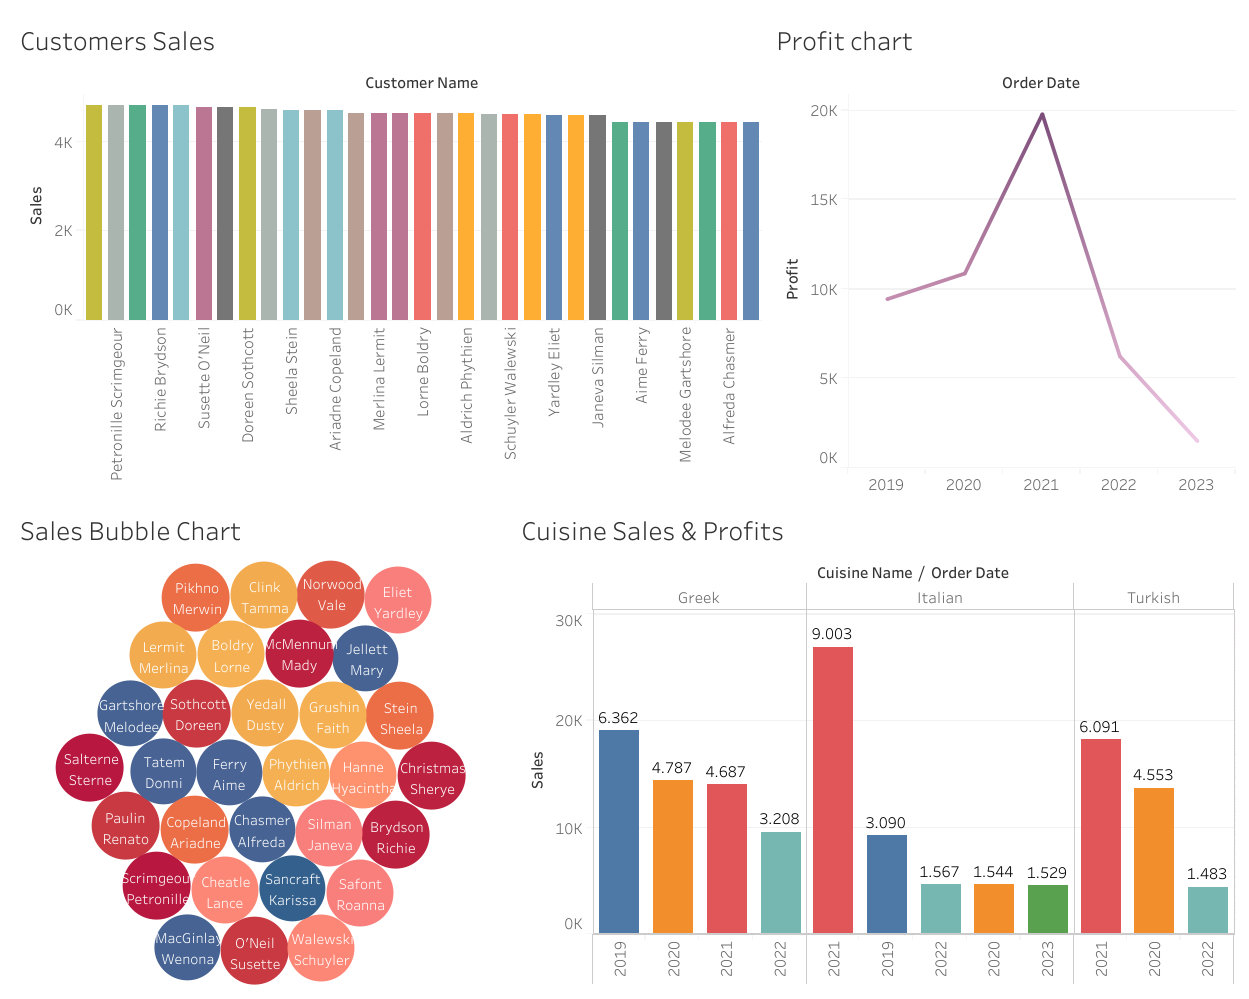 Customers Sales
Customer Name
Sales
4K
2K
0K
Petronille Scrimgeour
Richie Brydson
Susette O'Neil
Doreen Sothcott
Sheela Stein
Ariadne Copeland
Merlina Lermit
Lorne Boldry
Aldrich Phythien
Schuyler Walewski
Yardley Eliet
Janeva Silman
Aime Ferry
Melodee Gartshore
Alfreda Chasmer
Profit chart
Order Date
Profit
20K
15K
10K
5K
0K
2019 2020 2021 2022 2023
Sales Bubble Chart
Pikhno
Merwin
Clink
Tamma
Norwood
Vale
Eliet
Yardley
Lermit
Merlina
Boldry
Lorne
McMennum
Mady
Jellett
Mary
Gartshore
Melodee
Sothcott
Doreen
Yedall
Dusty
Grushin
Faith
Stein
Sheela
Salterne
Sterne
Tatem
Donni
Ferry
Aime
Phythien
Aldrich
Hanne
Hyacintha
Christmas
Sherye
Paulin
Renato
Copeland
Ariadne
Chasmer
Alfreda
Silman
Janeva
Brydson
Richie
Scrimgeou
Petronille
Cheatle
Lance
Sancraft
Karissa
Safont
Roanna
MacGinlay
Wenona
O'Neil
Susette
Walewski
Schuyler
Cuisine Sales & Profits
Cuisine Name / Order Date
Greek Italian Turkish
Sales
30K
20K
10K
0K
6.362
4.787
4.687
3.208
9.003
3.090
1.567
1.544
1.529
6.091
4.553
1.483
2019 2020 2021 2022 2021 2019 2022 2020 2023 2021 2020 2022